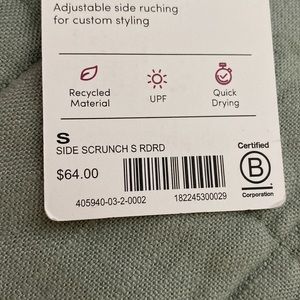 Adjustable side ruching
for custom styling
Recycled
Material
UPF
Quick
Drying
S
SIDE SCRUNCH S RDRD
$64.00
405940-03-2-0002
182245300029
Certified
B
Corporation